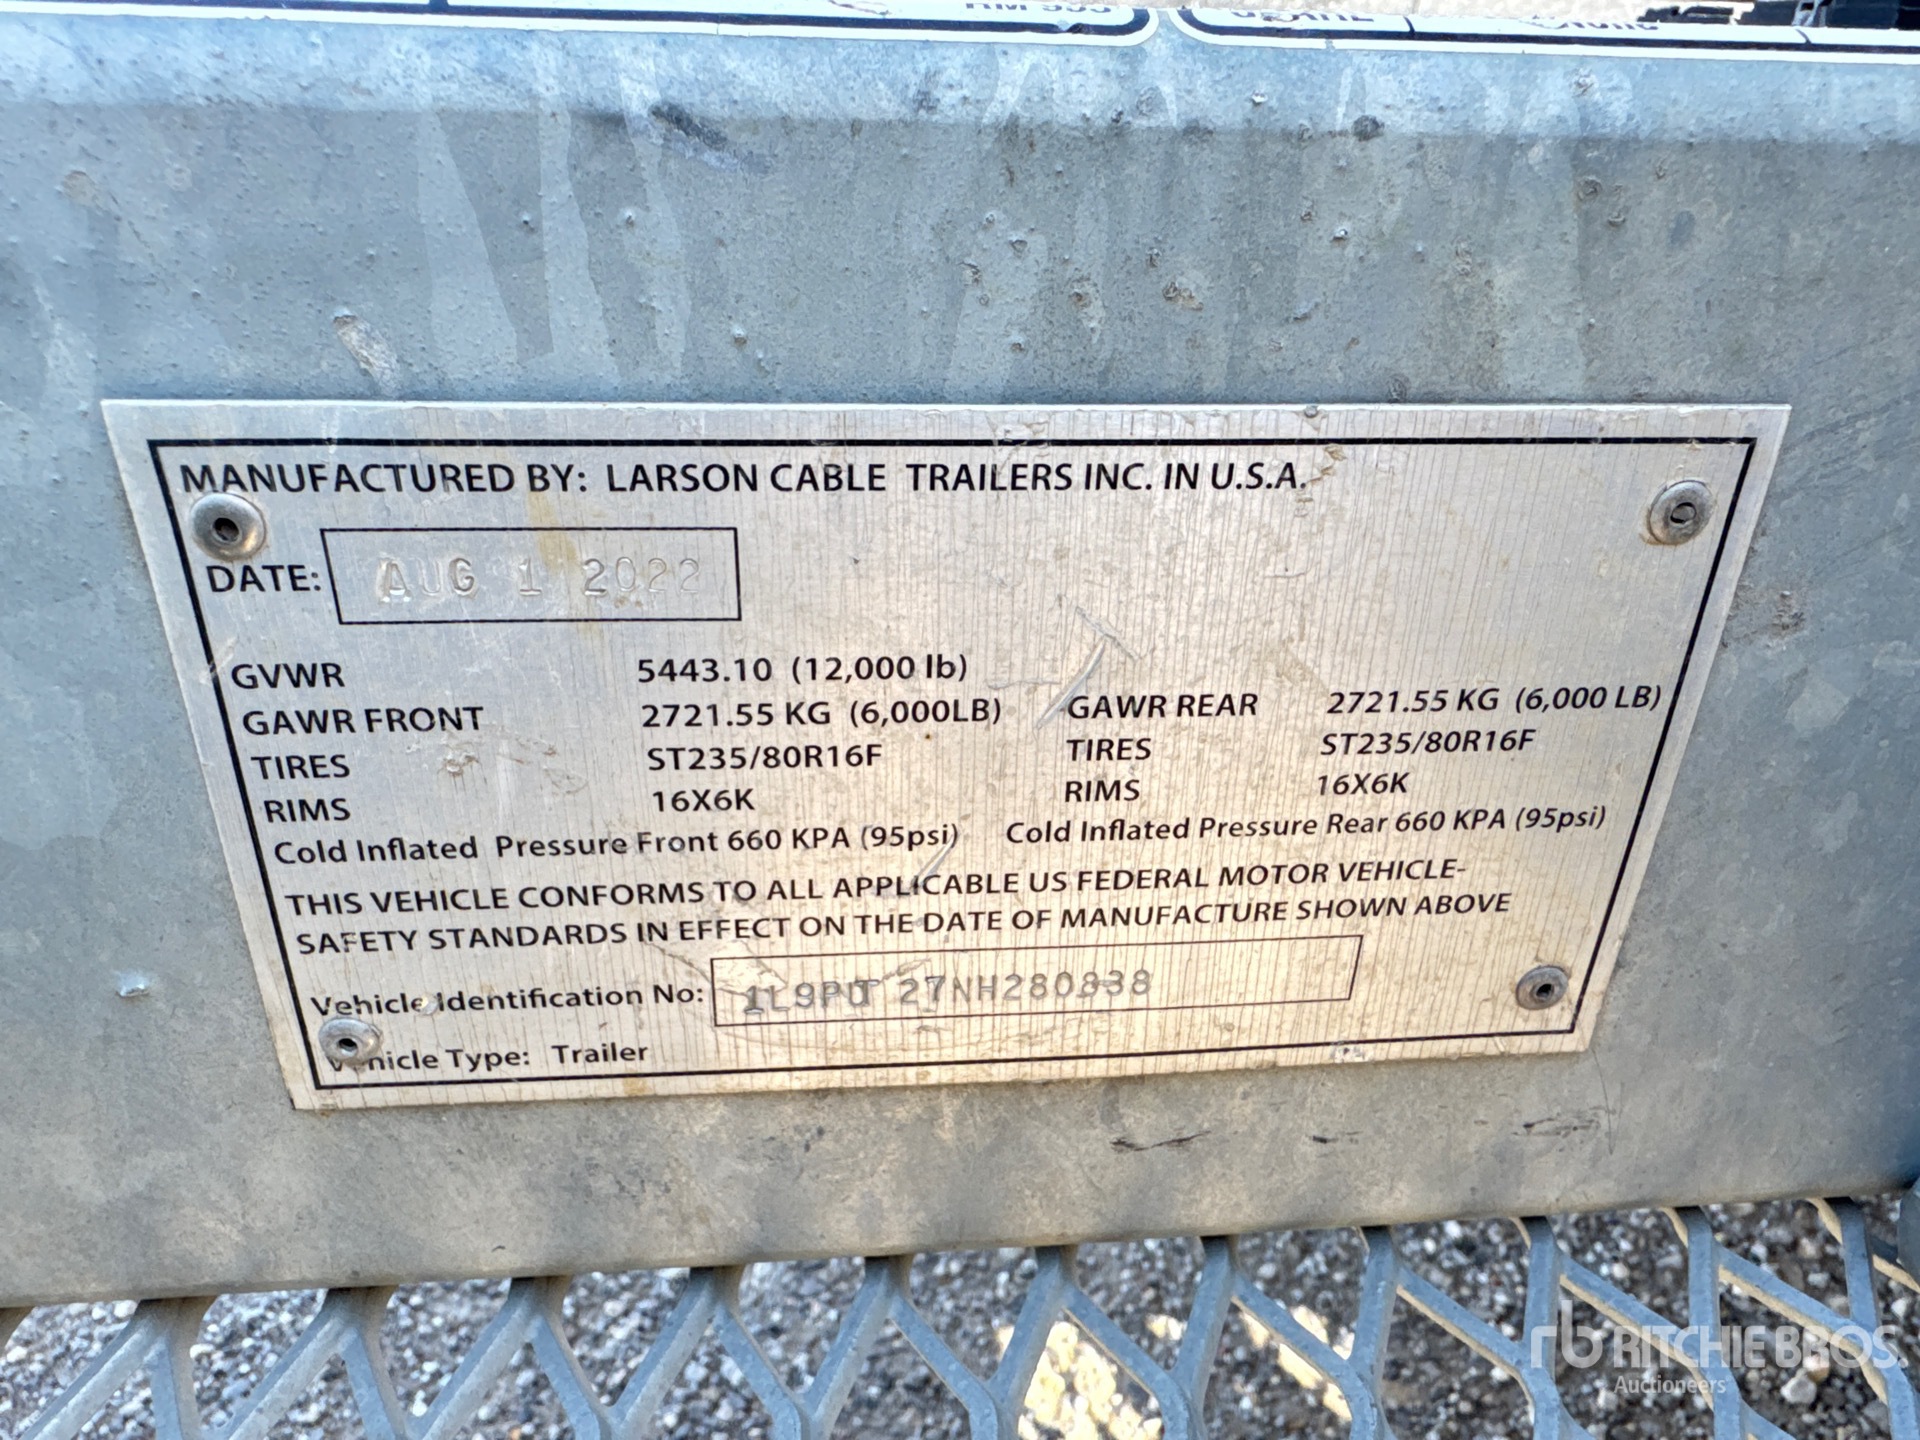 MANUFACTURED BY: LARSON CABLE TRAILERS INC. IN U.S.A.
DATE: AUG 1 2022
GVWR 5443.10 (12,000 lb)
GAWR FRONT 2721.55 KG (6,000LB) GAWR REAR 2721.55 KG (6,000 LB)
TIRES ST235/80R16F TIRES ST235/80R16F
RIMS 16X6K RIMS 16X6K
Cold Inflated Pressure Front 660 KPA (95psi) Cold Inflated Pressure Rear 660 KPA (95psi)
THIS VEHICLE CONFORMS TO ALL APPLICABLE US FEDERAL MOTOR VEHICLE-
SAFETY STANDARDS IN EFFECT ON THE DATE OF MANUFACTURE SHOWN ABOVE
Vehicle Identification No: 27NH280838
Vehicle Type: Trailer
rb RITCHIE BROS.
Auctioneers